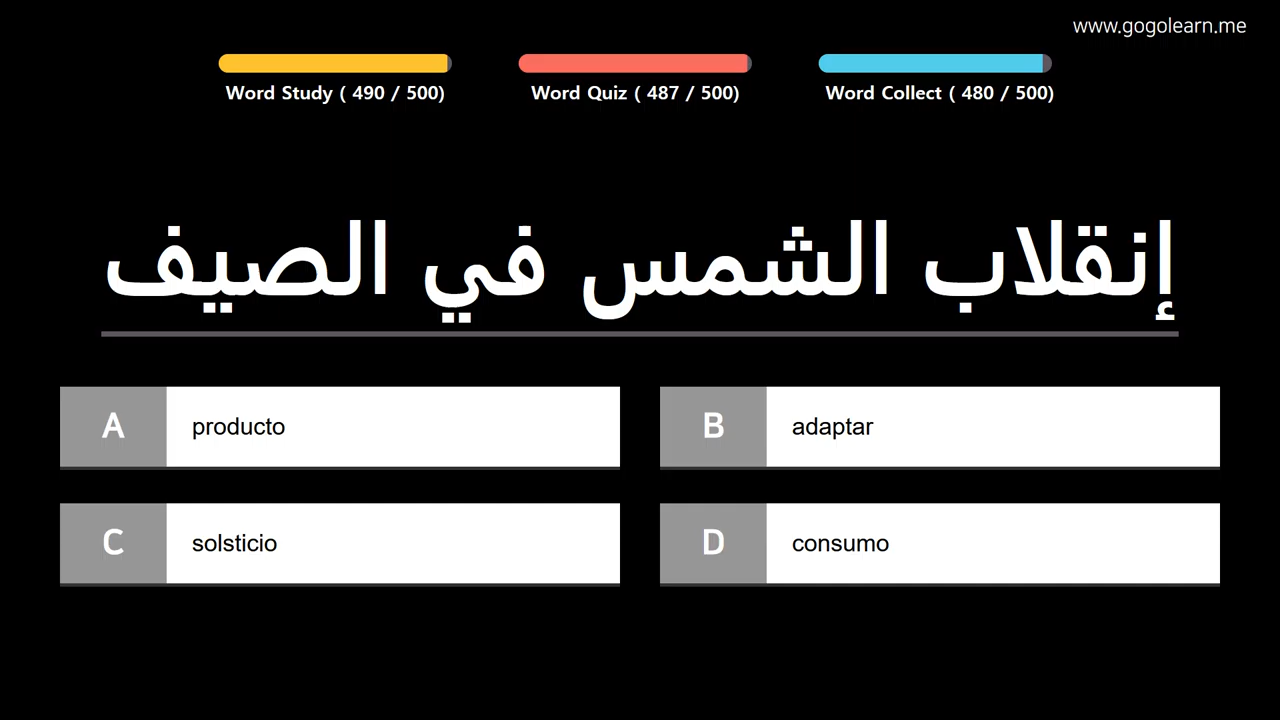 www.gogolearn.me
Word Study ( 490 / 500)
Word Quiz ( 487 / 500)
Word Collect ( 480 / 500)
إنقلاب الشمس في الصيف
A producto
B adaptar
C solsticio
D consumo